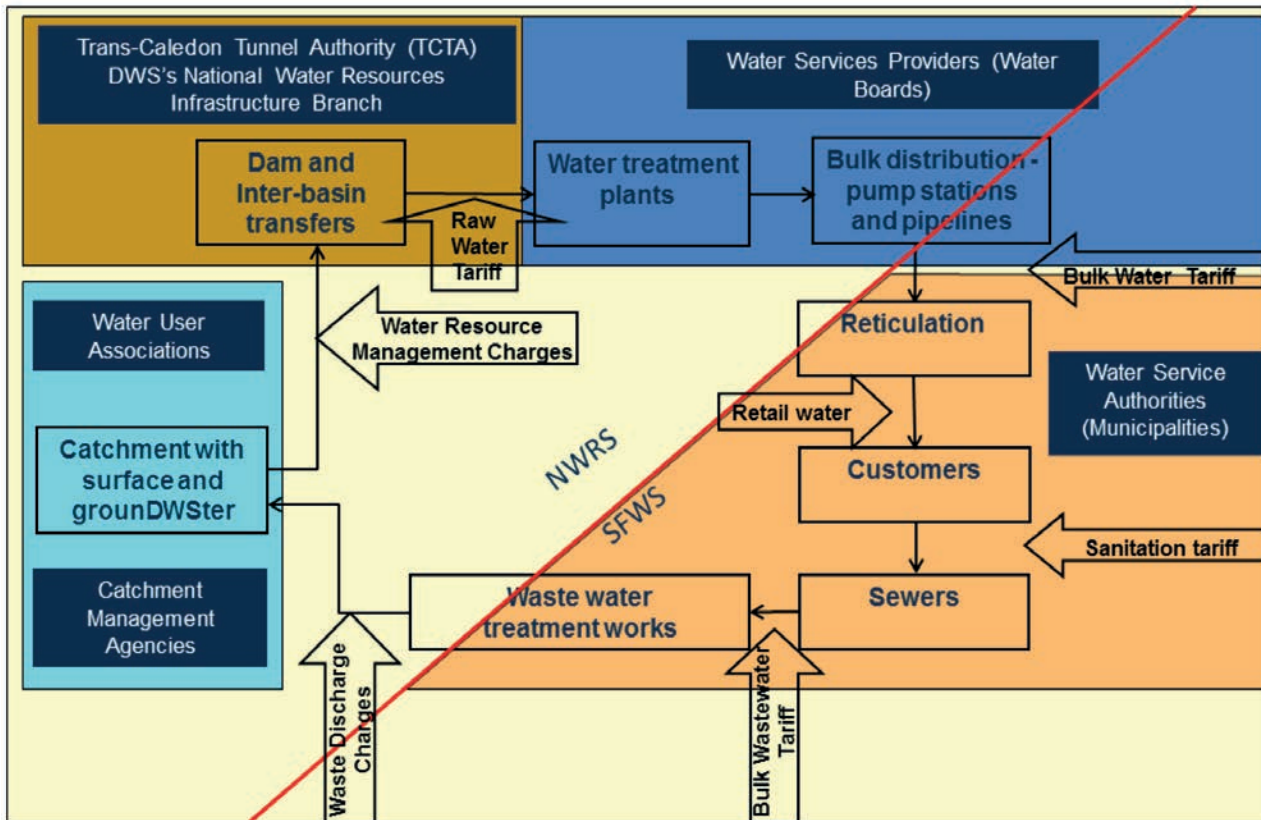 Trans-Caledon Tunnel Authority (TCTA)
DWS's National Water Resources
Infrastructure Branch
Water Services Providers (Water
Boards)
Dam and
Inter-basin
transfers
Water treatment
plants
Bulk distribution -
pump stations
and pipelines
Raw
Water
Tariff
Bulk Water Tariff
Water User
Associations
Water Resource
Management Charges
Reticulation
Water Service
Authorities
(Municipalities)
Retail water
Catchment with
surface and
grounDWSter
NWRS
SFWS
Customers
Sanitation tariff
Catchment
Management
Agencies
Waste water
treatment works
Sewers
Waste Discharge
Charges
Bulk Wastewater
Tariff